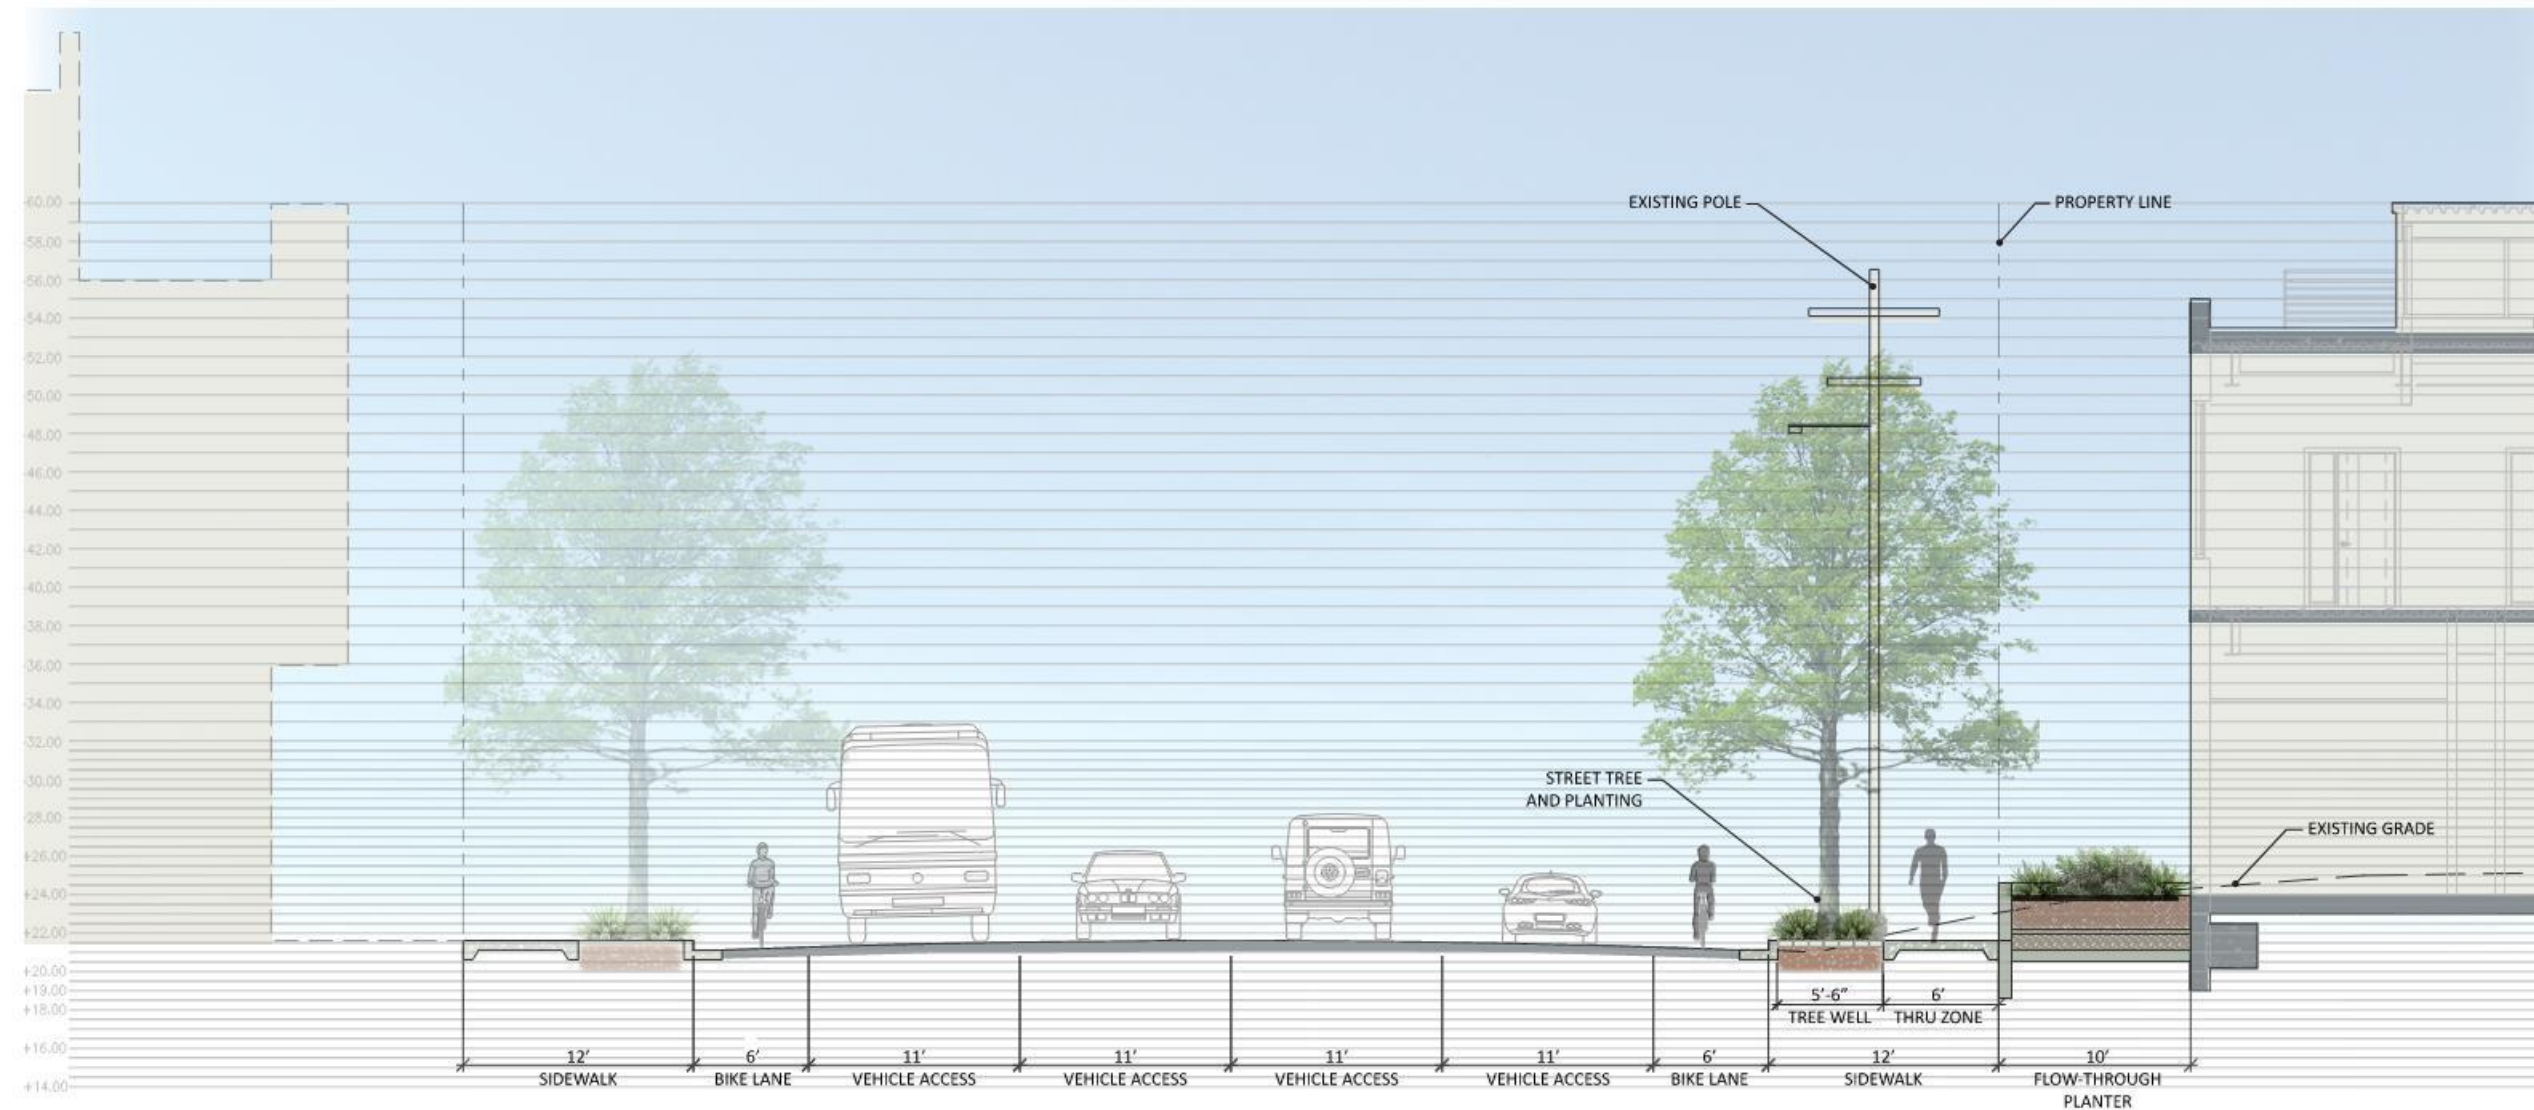 EXISTING POLE
PROPERTY LINE
60.00
58.00
56.00
54.00
52.00
50.00
48.00
46.00
44.00
42.00
40.00
38.00
36.00
34.00
32.00
30.00
28.00
+26.00
+24.00
+22.00
+20.00
+19.00
+18.00
+16.00
+14.00
STREET TREE
AND PLANTING
EXISTING GRADE
5'-6" 6'
TREE WELL THRU ZONE
12' 6' 11' 11' 11' 11' 6' 12' 10'
SIDEWALK BIKE LANE VEHICLE ACCESS VEHICLE ACCESS VEHICLE ACCESS VEHICLE ACCESS BIKE LANE SIDEWALK FLOW-THROUGH
PLANTER